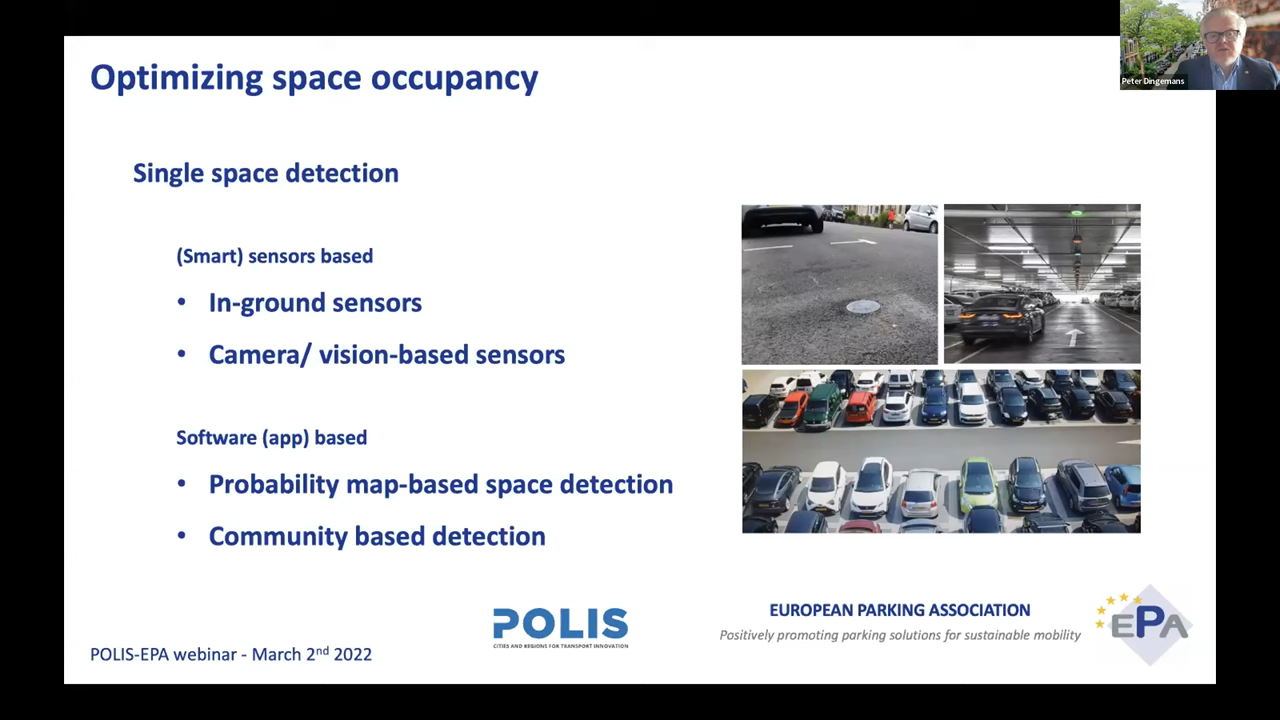 Optimizing space occupancy
Peter Dingemans
Single space detection
(Smart) sensors based
• In-ground sensors
• Camera/ vision-based sensors
Software (app) based
• Probability map-based space detection
• Community based detection
POLIS
CITIES AND REGIONS FOR TRANSPORT INNOVATION
EUROPEAN PARKING ASSOCIATION
Positively promoting parking solutions for sustainable mobility
EPA
POLIS-EPA webinar - March 2nd 2022